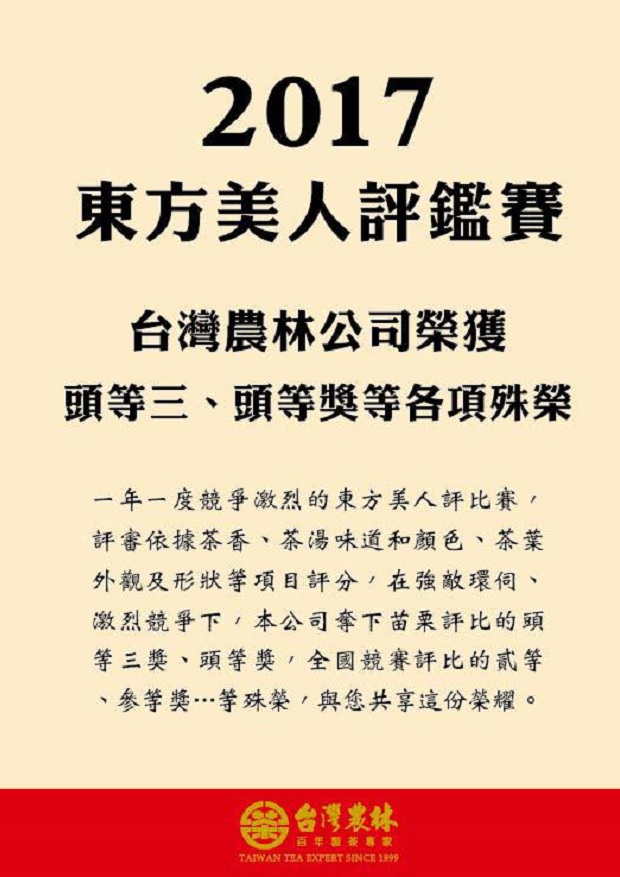 2017
東方美人評鑑賽
台灣農林公司榮獲
頭等三、頭等獎等各項殊榮
一年一度競爭激烈的東方美人評比賽，
評審依據茶香、茶湯味道和顏色、茶葉
外觀及形狀等項目評分，在強敵環伺、
激烈競爭下，本公司奪下苗栗評比的頭
等三獎、頭等獎，全國競賽評比的貳等
、參等獎…等殊榮，與您共享這份榮耀。
台灣農林
百年製茶專家
TAIWAN TEA EXPERT SINCE 1899